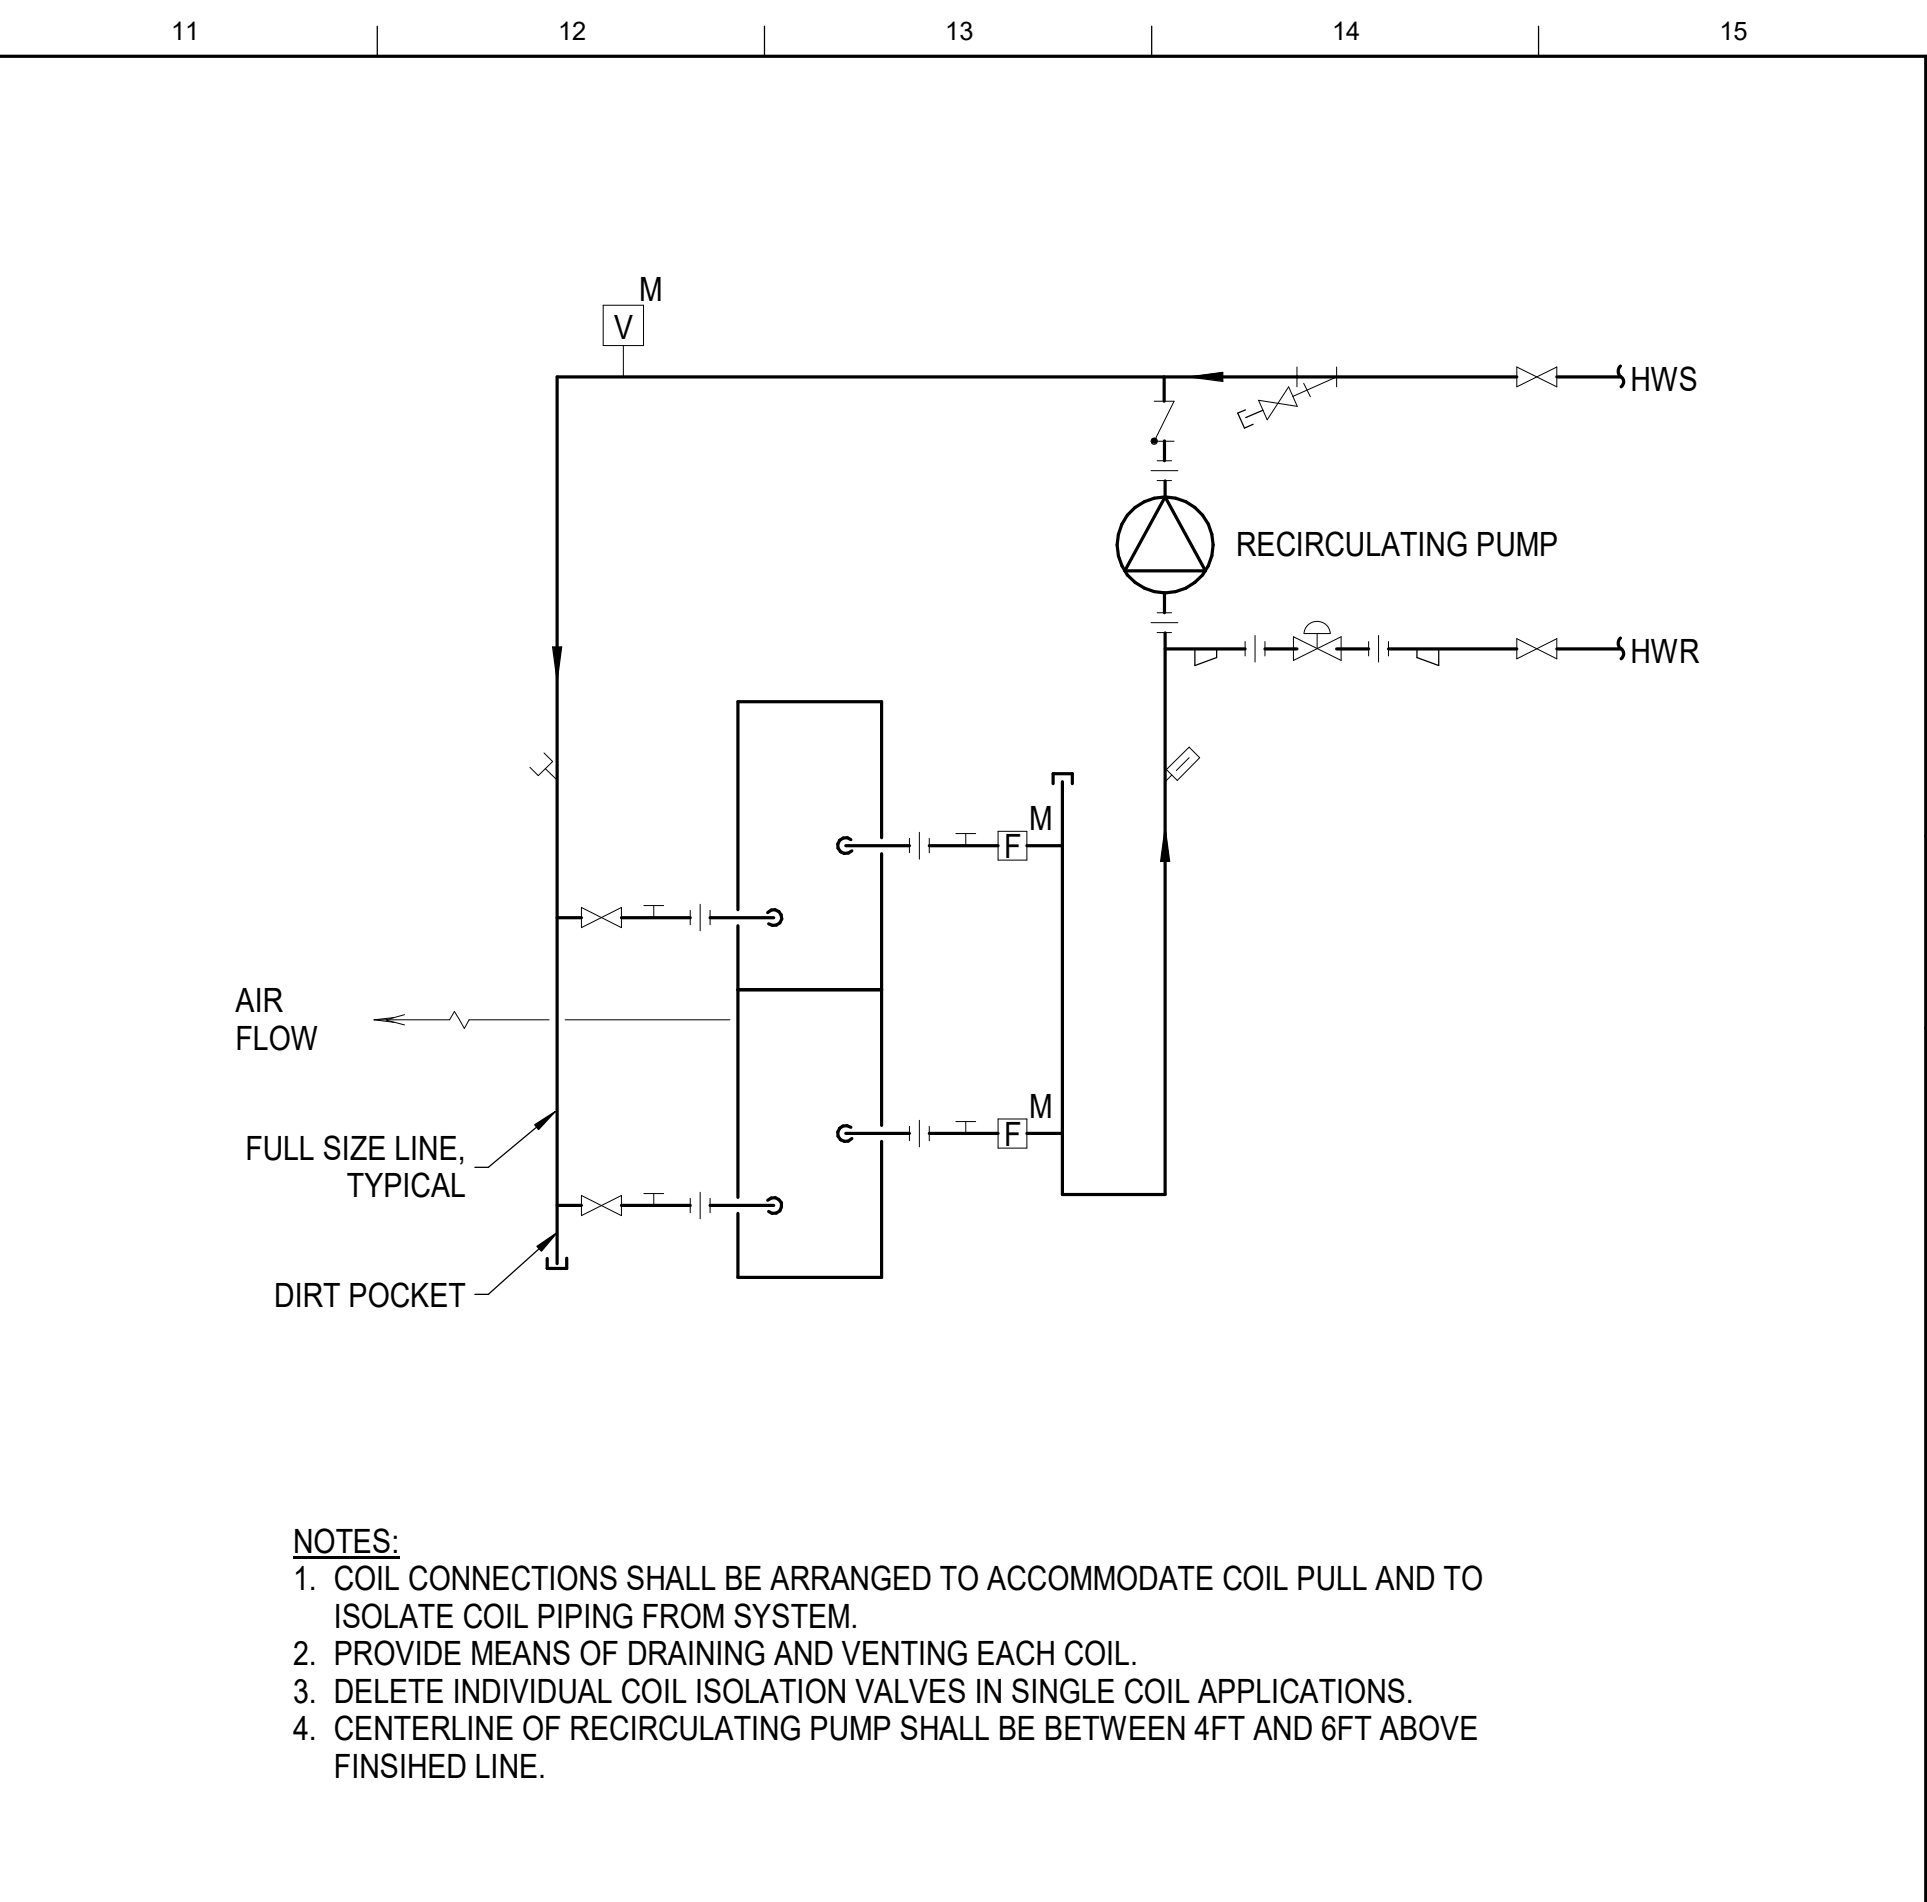 11 12 13 14 15
M
V
HWS
RECIRCULATING PUMP
HWR
M
F
AIR
FLOW
M
F
FULL SIZE LINE,
TYPICAL
DIRT POCKET
NOTES:
1. COIL CONNECTIONS SHALL BE ARRANGED TO ACCOMMODATE COIL PULL AND TO
ISOLATE COIL PIPING FROM SYSTEM.
2. PROVIDE MEANS OF DRAINING AND VENTING EACH COIL.
3. DELETE INDIVIDUAL COIL ISOLATION VALVES IN SINGLE COIL APPLICATIONS.
4. CENTERLINE OF RECIRCULATING PUMP SHALL BE BETWEEN 4FT AND 6FT ABOVE
FINSIHED LINE.